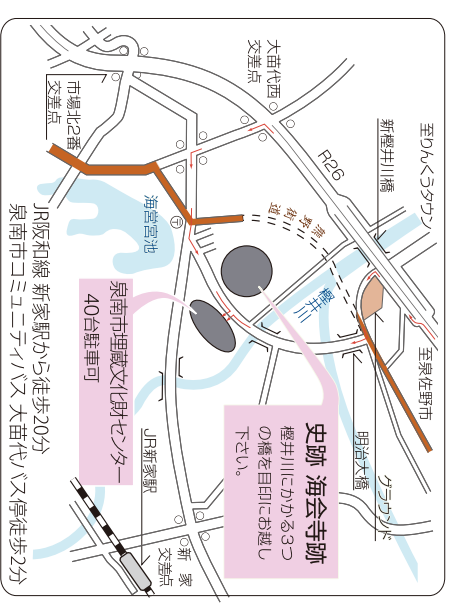 至りんくうタウン
新樫井川橋
大苗代西
交差点
R26
市場北2番
交差点
熊野街道
海営宮池
〒
樫井川
至泉佐野市
明治大橋
グラウンド
史跡 海会寺跡
樫井川にかかる3つ
の橋を目印にお越し
下さい。
泉南市埋蔵文化財センター
40台駐車可
JR新家駅
新家
交差点
JR阪和線 新家駅から徒歩20分
泉南市コミュニティバス 大苗代バス停徒歩2分